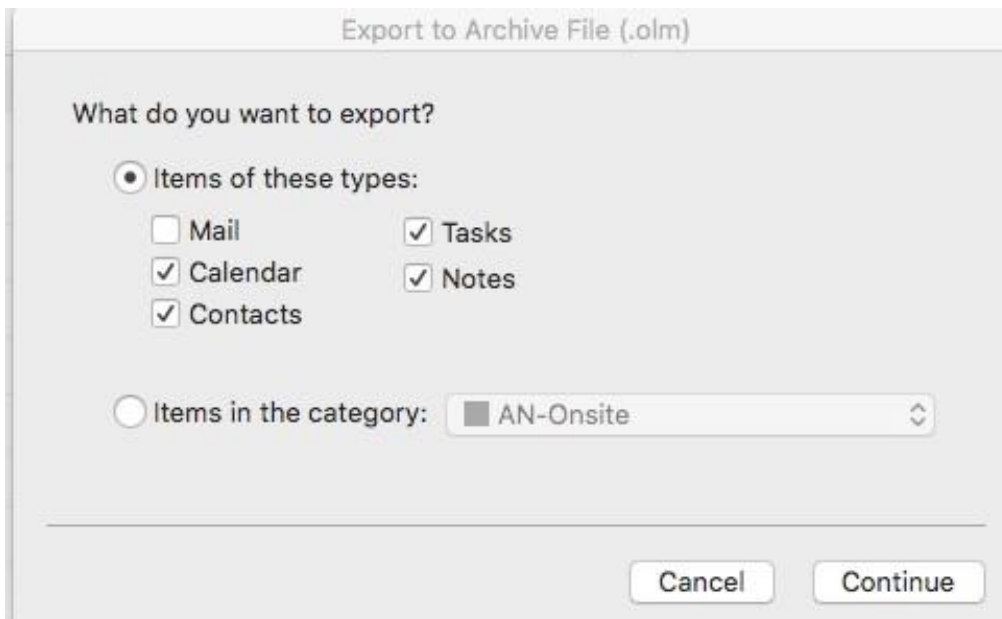 Export to Archive File (.olm)
What do you want to export?
Items of these types:
Mail
Tasks
Calendar
Notes
Contacts
Items in the category:
AN-Onsite
Cancel
Continue